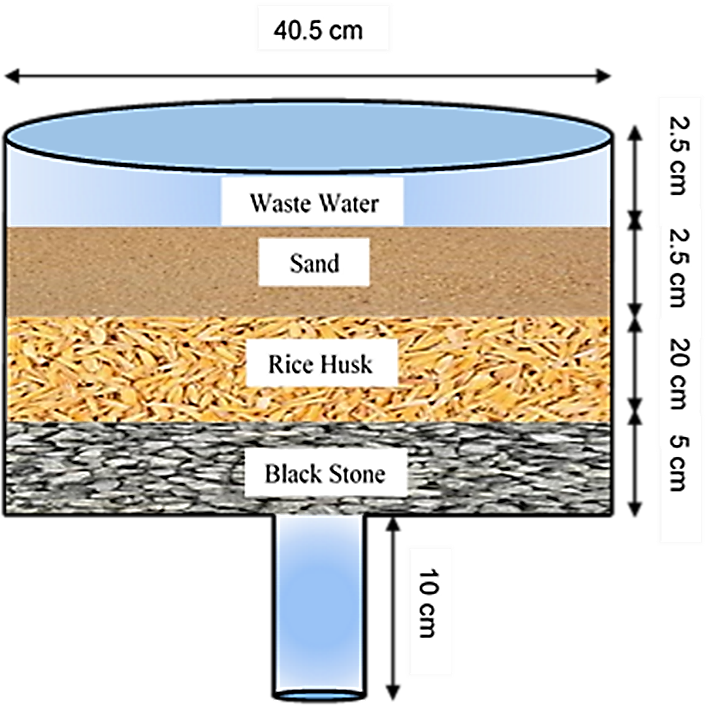 40.5 cm
2.5 cm
Waste Water
2.5 cm
Sand
20 cm
Rice Husk
5 cm
Black Stone
10 cm